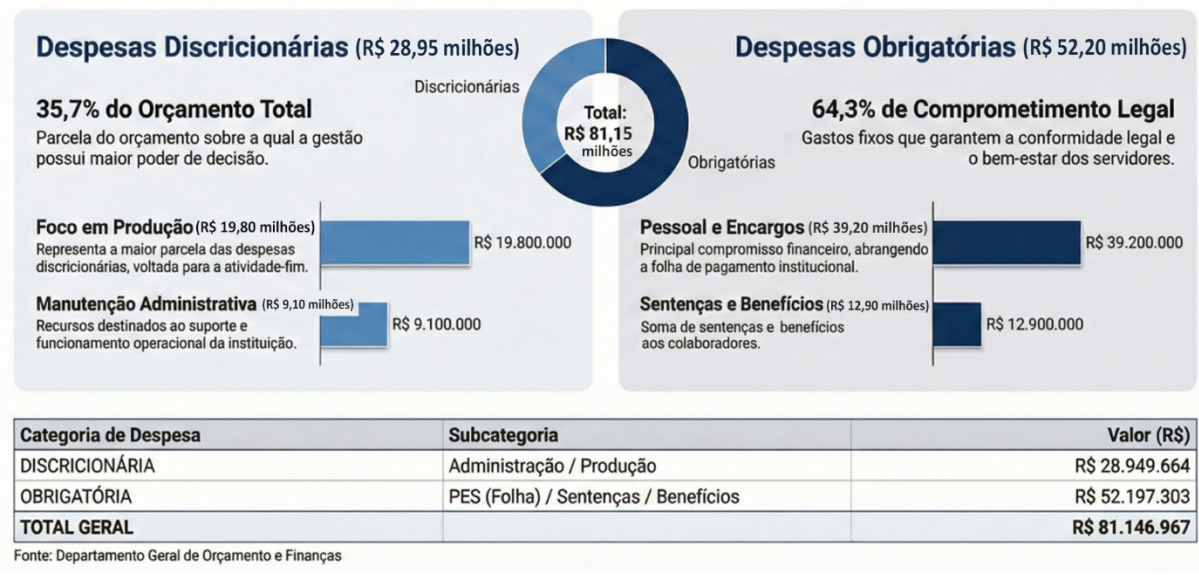 Despesas Discricionárias (R$ 28,95 milhões)
Discricionárias
35,7% do Orçamento Total
Parcela do orçamento sobre a qual a gestão
possui maior poder de decisão.
Foco em Produção (R$ 19,80 milhões)
Representa a maior parcela das despesas
discricionárias, voltada para a atividade-fim.
R$ 19.800.000
Manutenção Administrativa (R$ 9,10 milhões)
Recursos destinados ao suporte e
funcionamento operacional da instituição.
R$ 9.100.000
Total:
R$ 81,15
milhões
Despesas Obrigatórias (R$ 52,20 milhões)
64,3% de Comprometimento Legal
Gastos fixos que garantem a conformidade legal e
o bem-estar dos servidores.
Obrigatórias
Pessoal e Encargos (R$ 39,20 milhões)
Principal compromisso financeiro, abrangendo
a folha de pagamento institucional.
R$ 39.200.000
Sentenças e Benefícios (R$ 12,90 milhões)
Soma de sentenças e benefícios
aos colaboradores.
R$ 12.900.000
Categoria de Despesa Subcategoria Valor (R$)
DISCRICIONÁRIA Administração / Produção R$ 28.949.664
OBRIGATÓRIA PES (Folha) / Sentenças / Benefícios R$ 52.197.303
TOTAL GERAL R$ 81.146.967
Fonte: Departamento Geral de Orçamento e Finanças